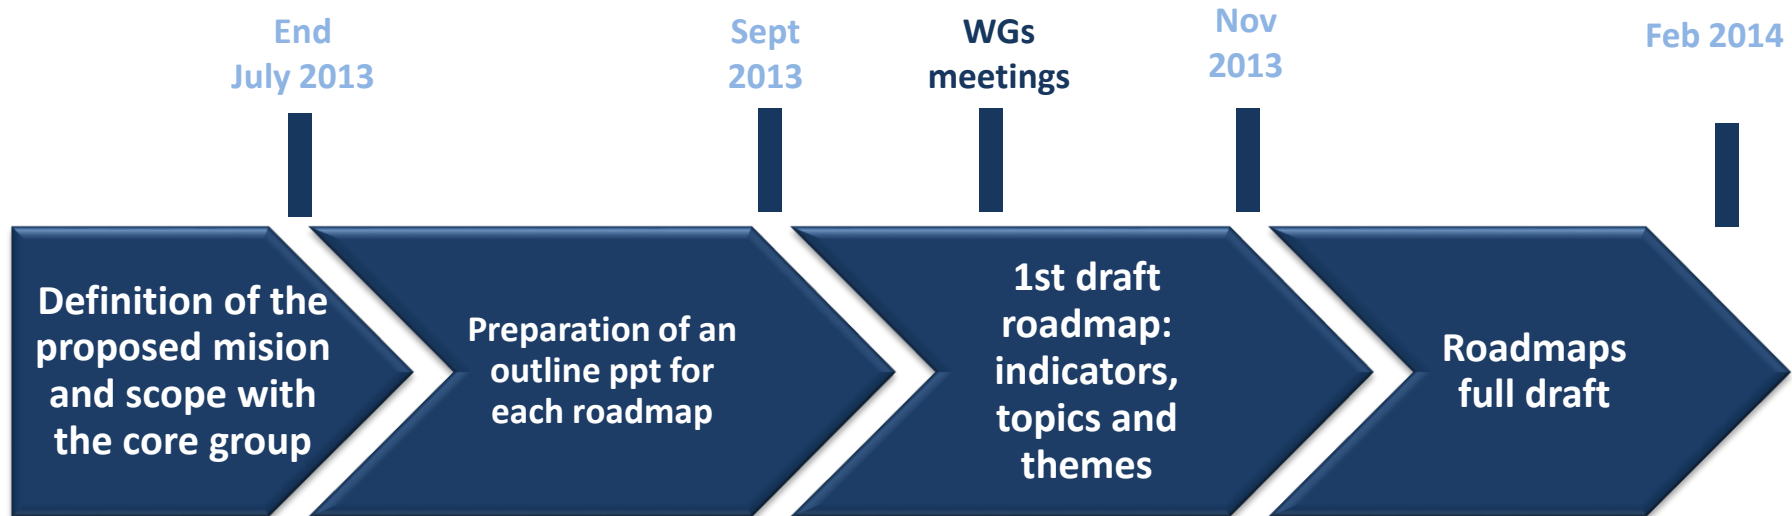 End
July 2013
Sept
2013
WGs
meetings
Nov
2013
Feb 2014
Definition of the
proposed mision
and scope with
the core group
Preparation of an
outline ppt for
each roadmap
1st draft
roadmap:
indicators,
topics and
themes
Roadmaps
full draft